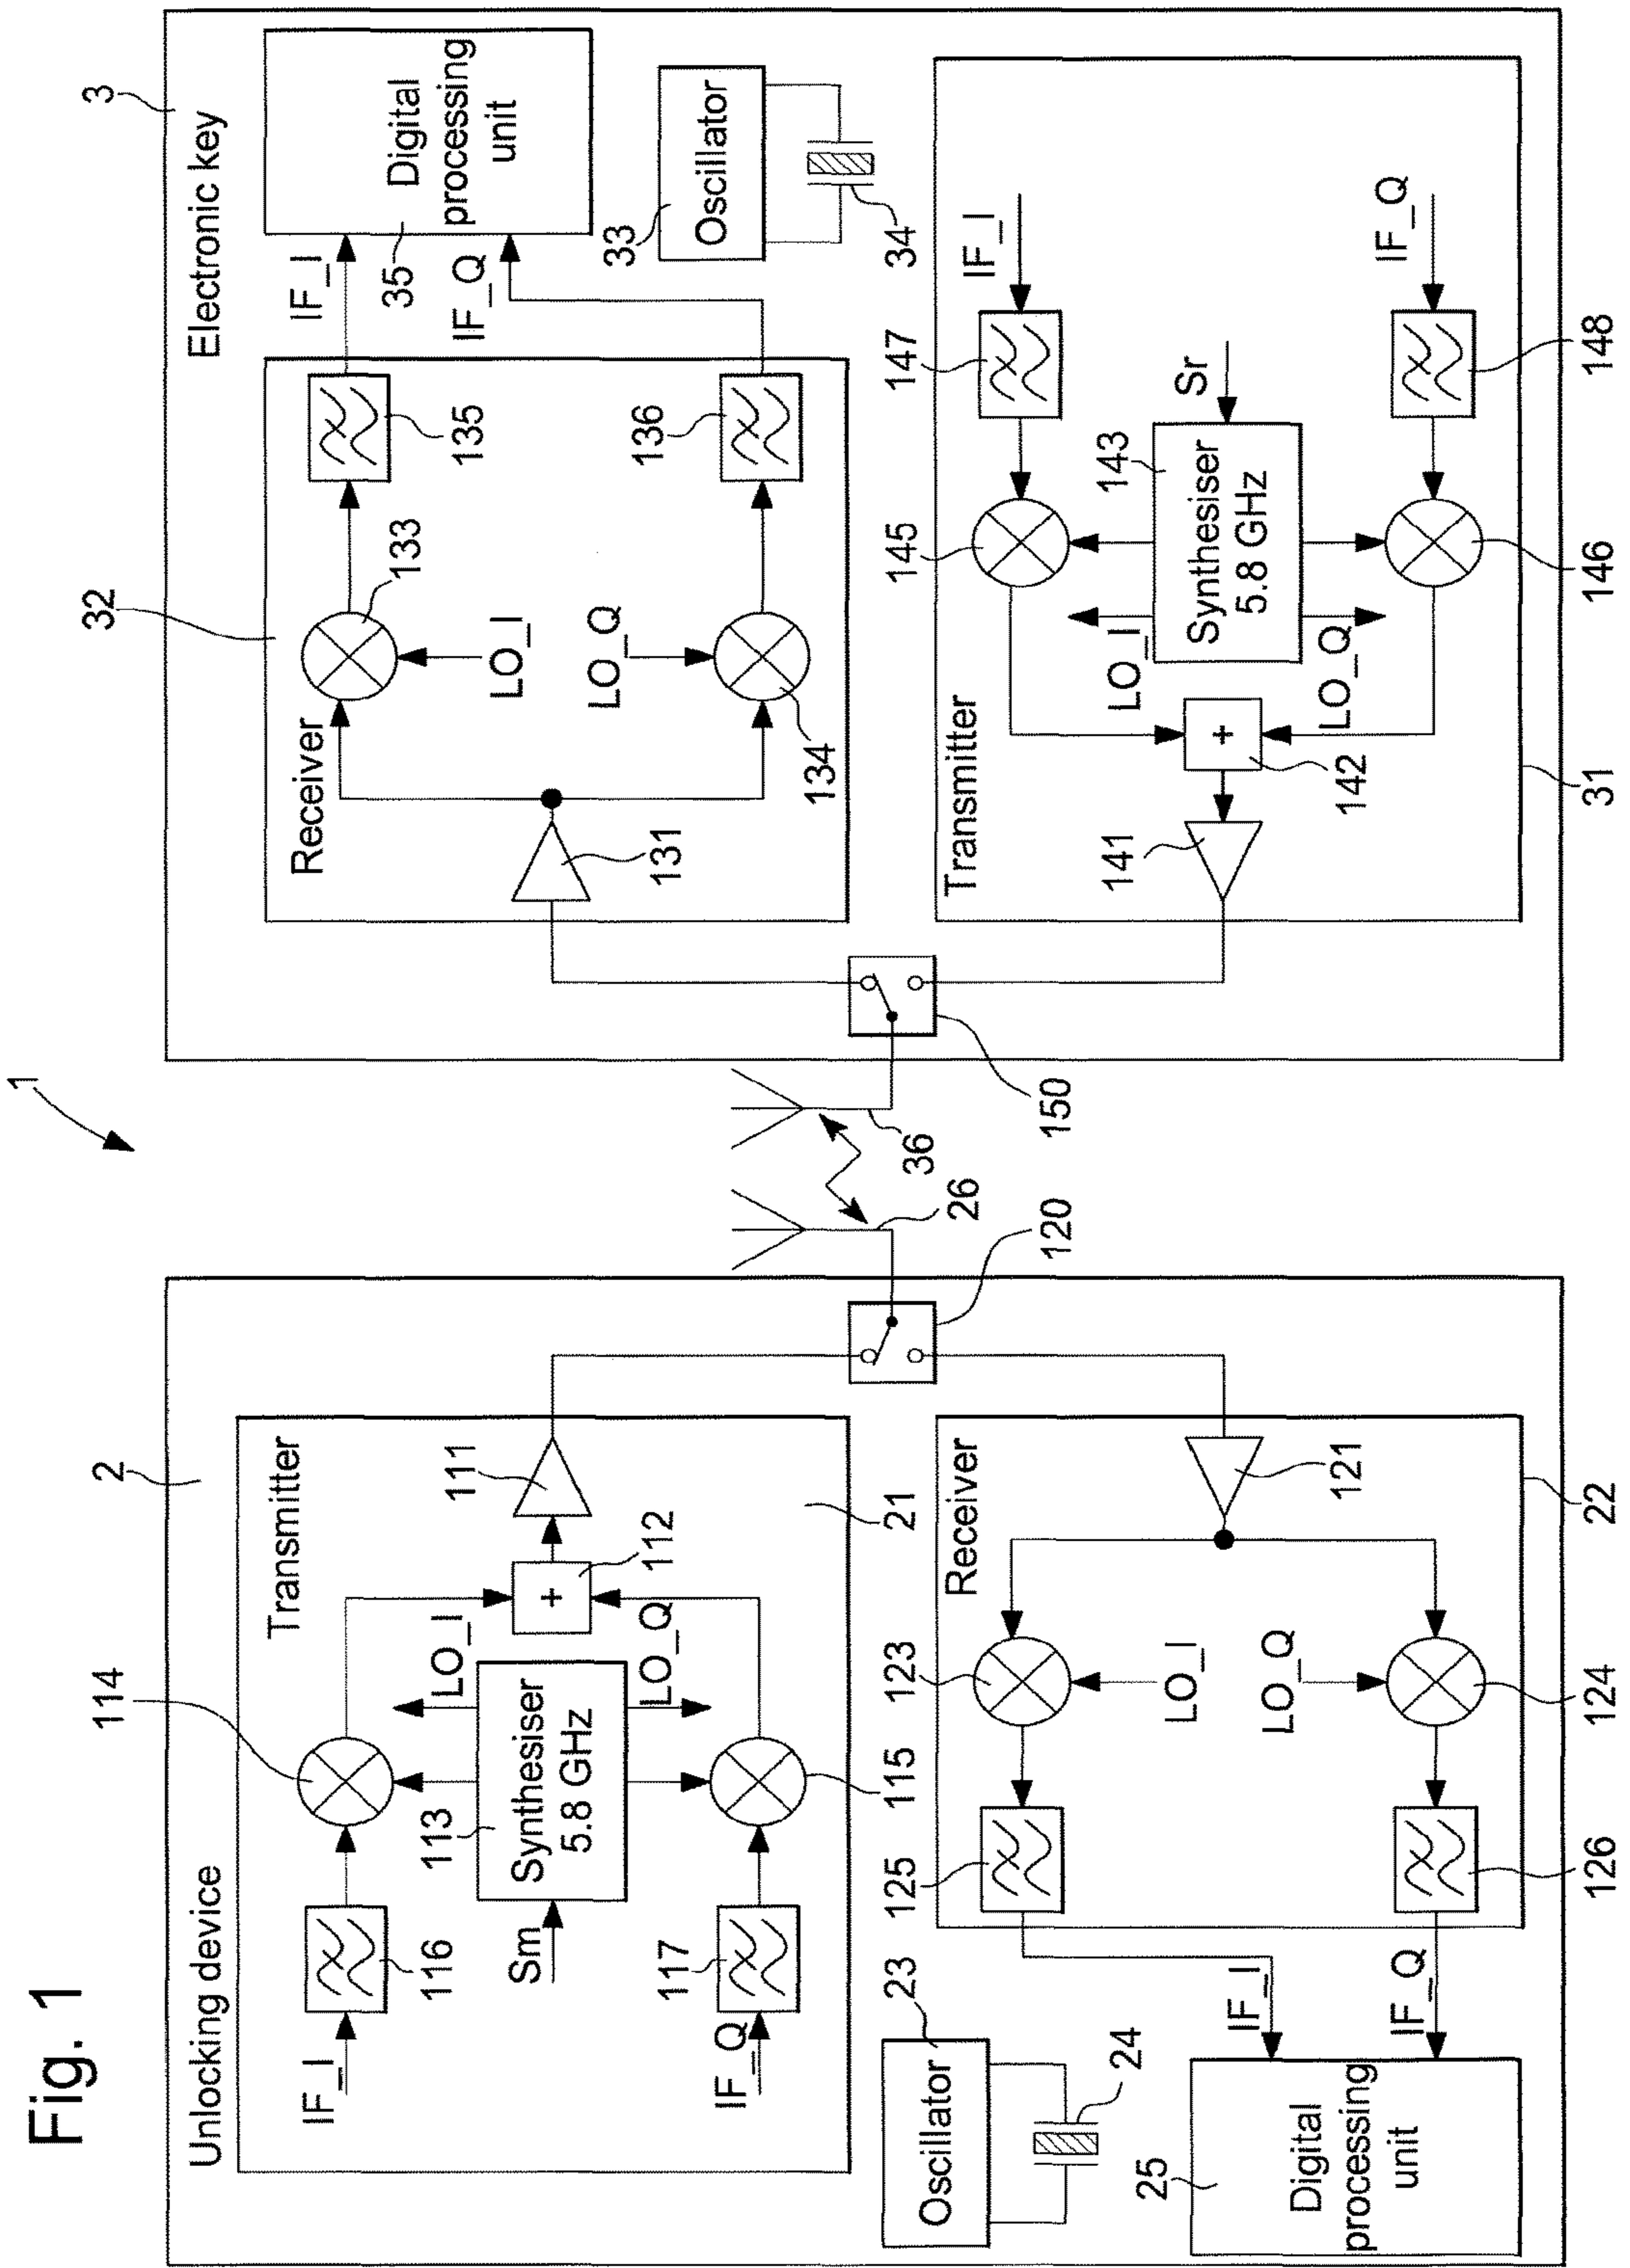 Fig. 1
1
Unlocking device
2
Transmitter
114
IF_I
116
LO_I
111
113
Synthesiser
5.8 GHz
Sm
+
112
LO_Q
117
IF_Q
115
21
120
26
23
Oscillator
24
Receiver
123
121
LO_I
125
LO_Q
124
126
22
IF_I
IF_Q
25
Digital
processing
unit
Electronic key
3
32
Receiver
133
135
131
LO_I
LO_Q
134
136
IF_I
IF_Q
35
Digital
processing
unit
33
Oscillator
34
36
150
Transmitter
145
147
IF_I
141
LO_I
143
Synthesiser
5.8 GHz
Sr
+
142
LO_Q
146
148
IF_Q
31